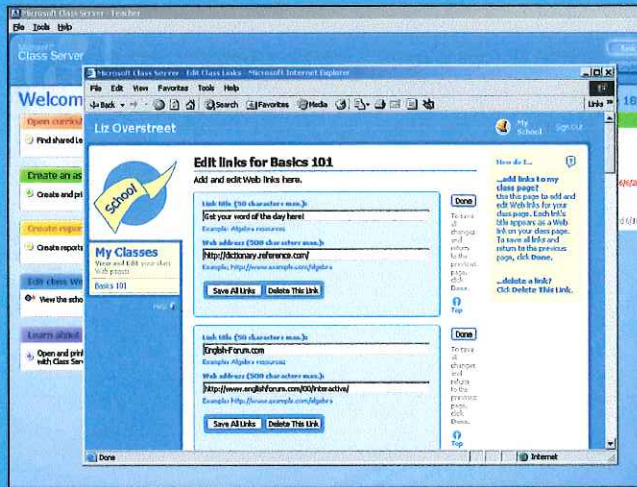 Microsoft Class Server - Teacher
File Tools Help
Microsoft
Class Server
Welcom
Open curricu
Find shared Le
Create an as
Create and pri
Create reports
Create reports
Edit class We
View the scho
Learn about
Open and print
with Class Serv
Microsoft Class Server - Edit Class Links - Microsoft Internet Explorer
File Edit View Favorites Tools Help
Back Search Favorites Media Links
Liz Overstreet
My School
Sign Out
School
My Classes
View and Edit your class Web pages
Basics 101
Help
Edit links for Basics 101
Add and edit Web links here.
Link title (50 characters max.):
Get your word of the day here!
Example: Algebra resources
Web address (500 characters max.):
http://dictionary.reference.com/
Example: http://www.example.com/algebra
Save All Links Delete This Link
Done
To save all changes and return to the previous page, click Done.
Top
Link title (50 characters max.):
English-Forum.com
Example: Algebra resources
Web address (500 characters max.):
http://www.englishforum.com/00/interactive/
Example: http://www.example.com/algebra
Save All Links Delete This Link
Done
To save all changes and return to the previous page, click Done.
Top
How do I...
...add links to my
class page?
Use this page to add and
edit Web links for your
class page. Each link's
title appears as a Web
link on your class page.
To save all links and
return to the previous
page, click Done.
...delete a link?
Click Delete This Link.
Done
Internet